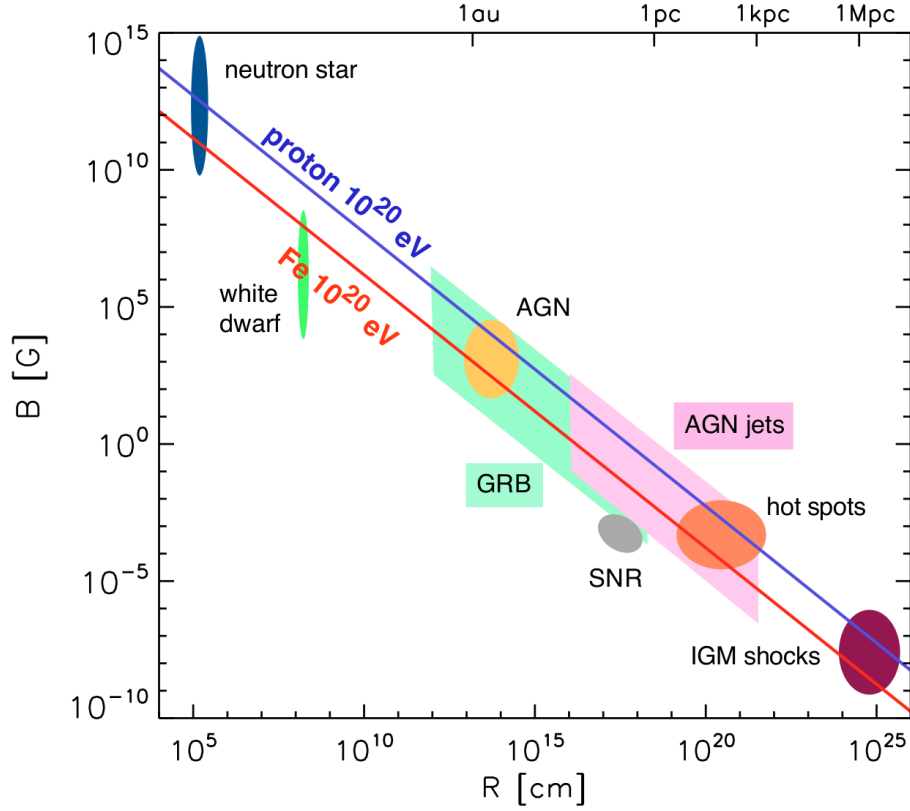 1au 1pc 1kpc 1Mpc
10^15
neutron star
proton 10^20 eV
10^10
Fe 10^20 eV
white
dwarf
10^5
AGN
B [G]
10^0
AGN jets
GRB
hot spots
SNR
10^-5
IGM shocks
10^-10
10^5 10^10 10^15 10^20 10^25
R [cm]